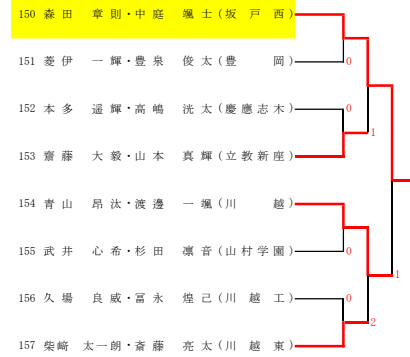 150 森田 章則・中庭 颯士(坂戸西)
151 菱伊 一輝・豊泉 俊太(豊岡) 0
152 本多 遥輝・高嶋 洸太(慶應志木) 0
1
153 齋藤 大毅・山本 真輝(立教新座)
154 青山 昂汰・渡邊 一颯(川越)
155 武井 心希・杉田 凛音(山村学園) 0
1
156 久場 良威・冨永 煌己(川越工) 0
2
157 柴﨑 太一朗・斎藤 亮太(川越東)